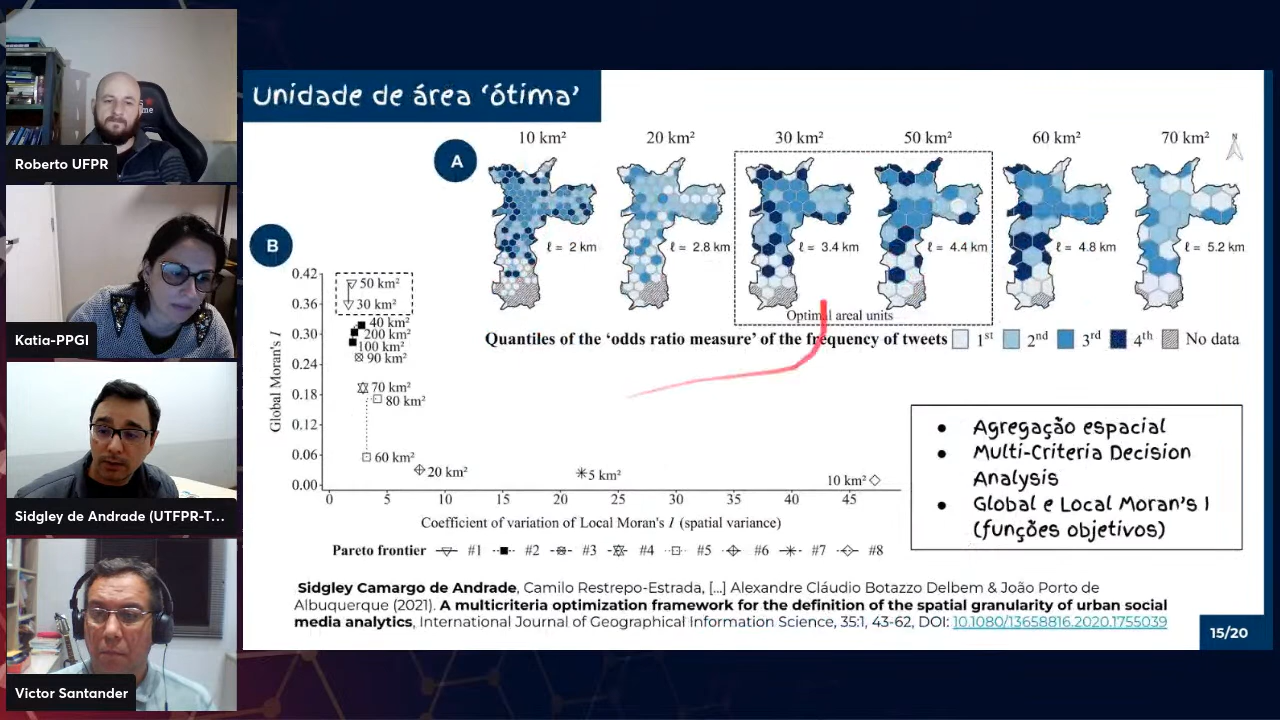 Roberto UFPR
Katia-PPGI
Sidgley de Andrade (UTFPR-T...
Victor Santander
Unidade de área ‘ótima’
A
10 km²
20 km²
30 km²
50 km²
60 km²
70 km²
N
ℓ = 2 km
ℓ = 2.8 km
ℓ = 3.4 km
ℓ = 4.4 km
ℓ = 4.8 km
ℓ = 5.2 km
Optimal areal units
Quantiles of the ‘odds ratio measure’ of the frequency of tweets 1st 2nd 3rd 4th No data
B
Global Moran's I
0.42
0.36
0.30
0.24
0.18
0.12
0.06
0.00
50 km²
30 km²
40 km²
200 km²
100 km²
90 km²
70 km²
80 km²
60 km²
20 km²
5 km²
10 km²
0 5 10 15 20 25 30 35 40 45
Coefficient of variation of Local Moran's I (spatial variance)
Pareto frontier #1 #2 #3 #4 #5 #6 #7 #8
● Agregação espacial
● Multi-Criteria Decision
Analysis
● Global e Local Moran's I
(funções objetivos)
Sidgley Camargo de Andrade, Camilo Restrepo-Estrada, [...] Alexandre Cláudio Botazzo Delbem & João Porto de
Albuquerque (2021). A multicriteria optimization framework for the definition of the spatial granularity of urban social
media analytics, International Journal of Geographical Information Science, 35:1, 43-62, DOI: 10.1080/13658816.2020.1755039
15/20